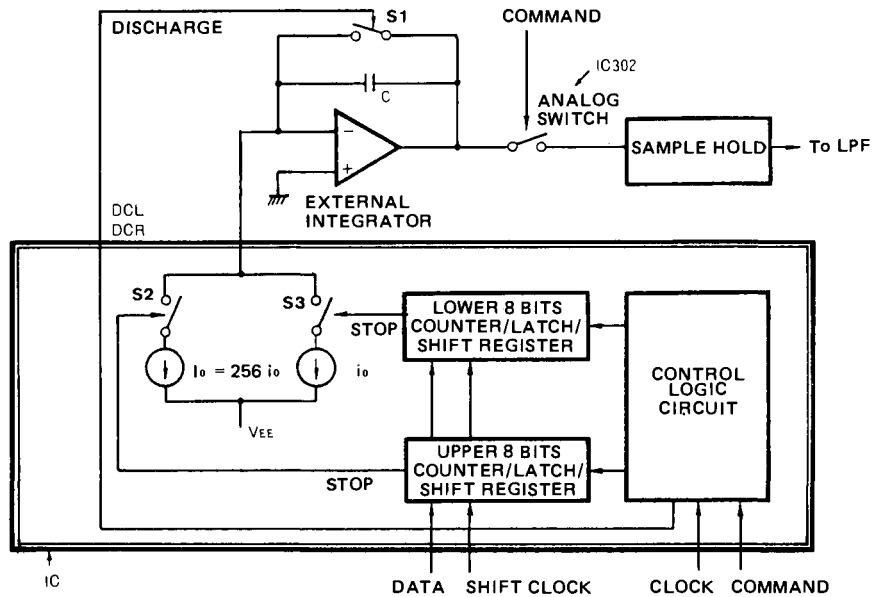 DISCHARGE
S1
COMMAND
IC302
C
ANALOG
SWITCH
−
+
SAMPLE HOLD
To LPF
EXTERNAL
INTEGRATOR
DCL
DCR
S2
S3
STOP
LOWER 8 BITS
COUNTER/LATCH/
SHIFT REGISTER
Io = 256 io
io
CONTROL
LOGIC
CIRCUIT
VEE
UPPER 8 BITS
COUNTER/LATCH/
SHIFT REGISTER
STOP
IC
DATA
SHIFT CLOCK
CLOCK
COMMAND